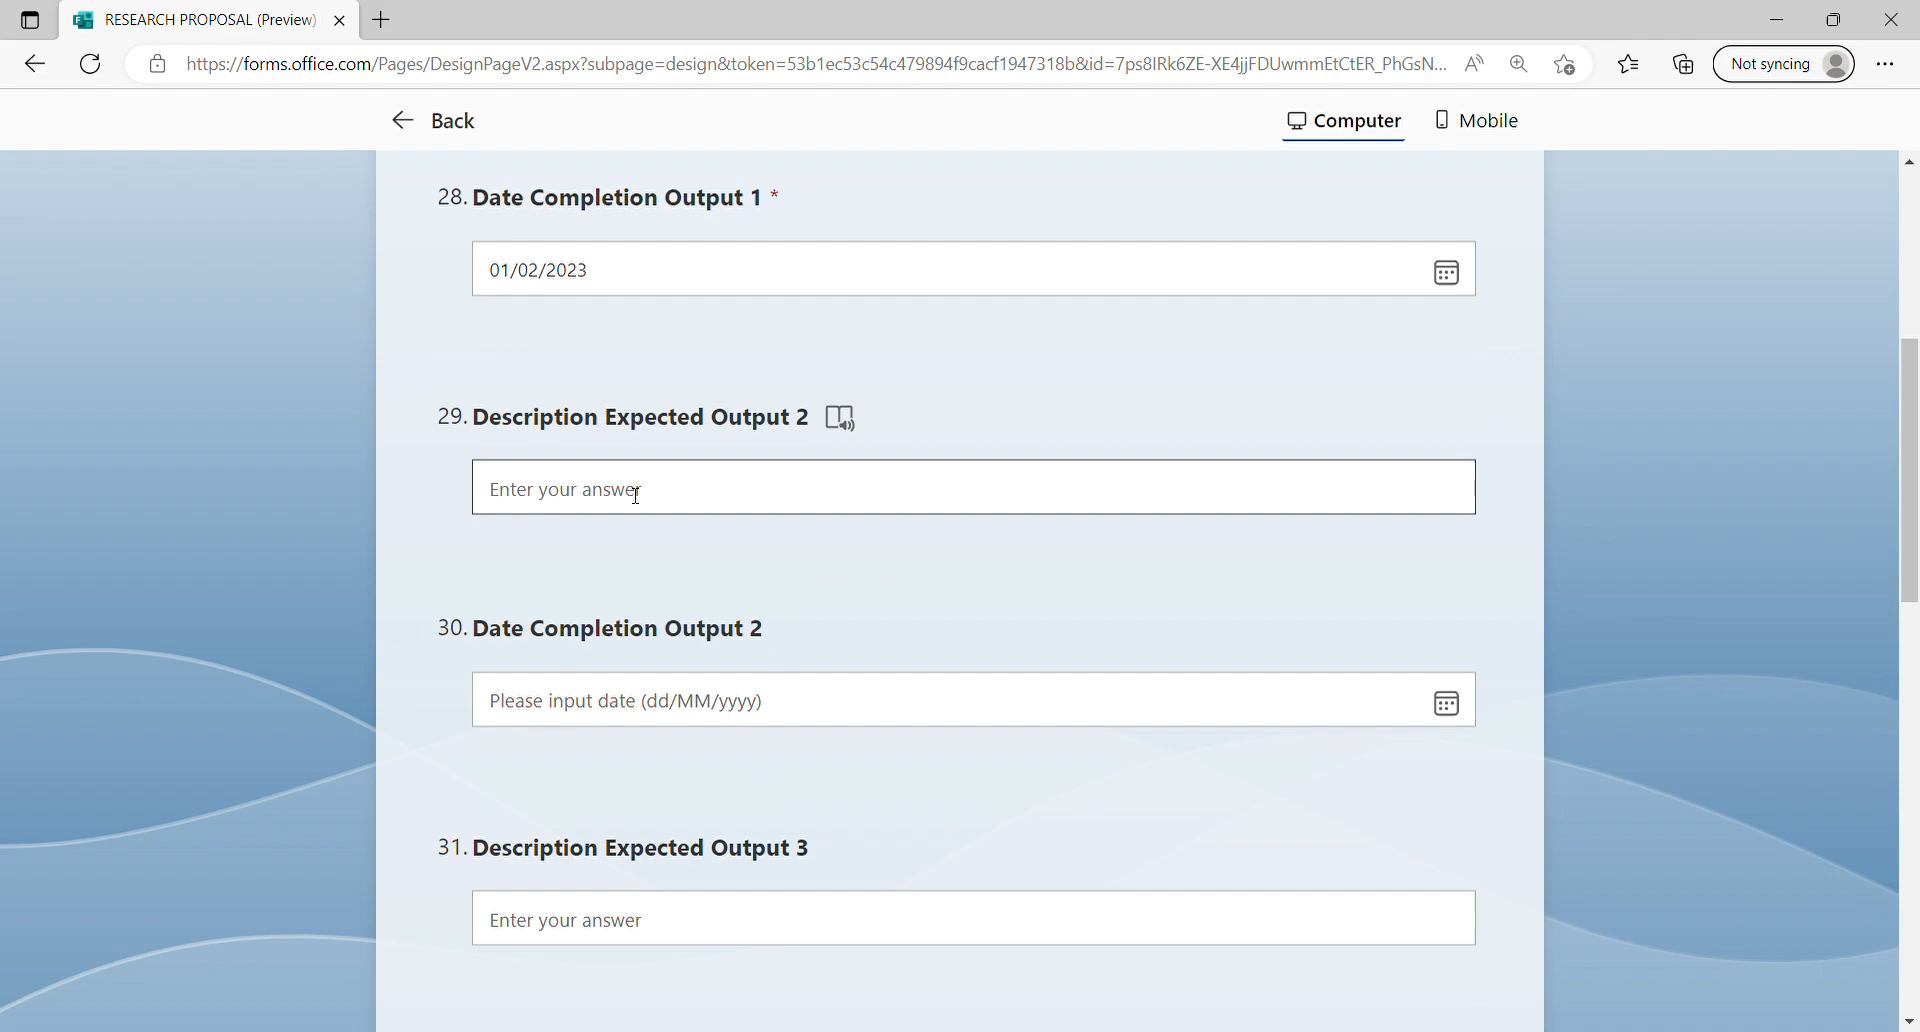 RESEARCH PROPOSAL (Preview)
https://forms.office.com/Pages/DesignPageV2.aspx?subpage=design&token=53b1ec53c54c479894f9cacf1947318b&id=7ps8IRk6ZE-XE4jjFDUwmmEtCtER_PhGsN...
Not syncing
Back
Computer
Mobile
28. Date Completion Output 1 *
01/02/2023
29. Description Expected Output 2
Enter your answer
30. Date Completion Output 2
Please input date (dd/MM/yyyy)
31. Description Expected Output 3
Enter your answer